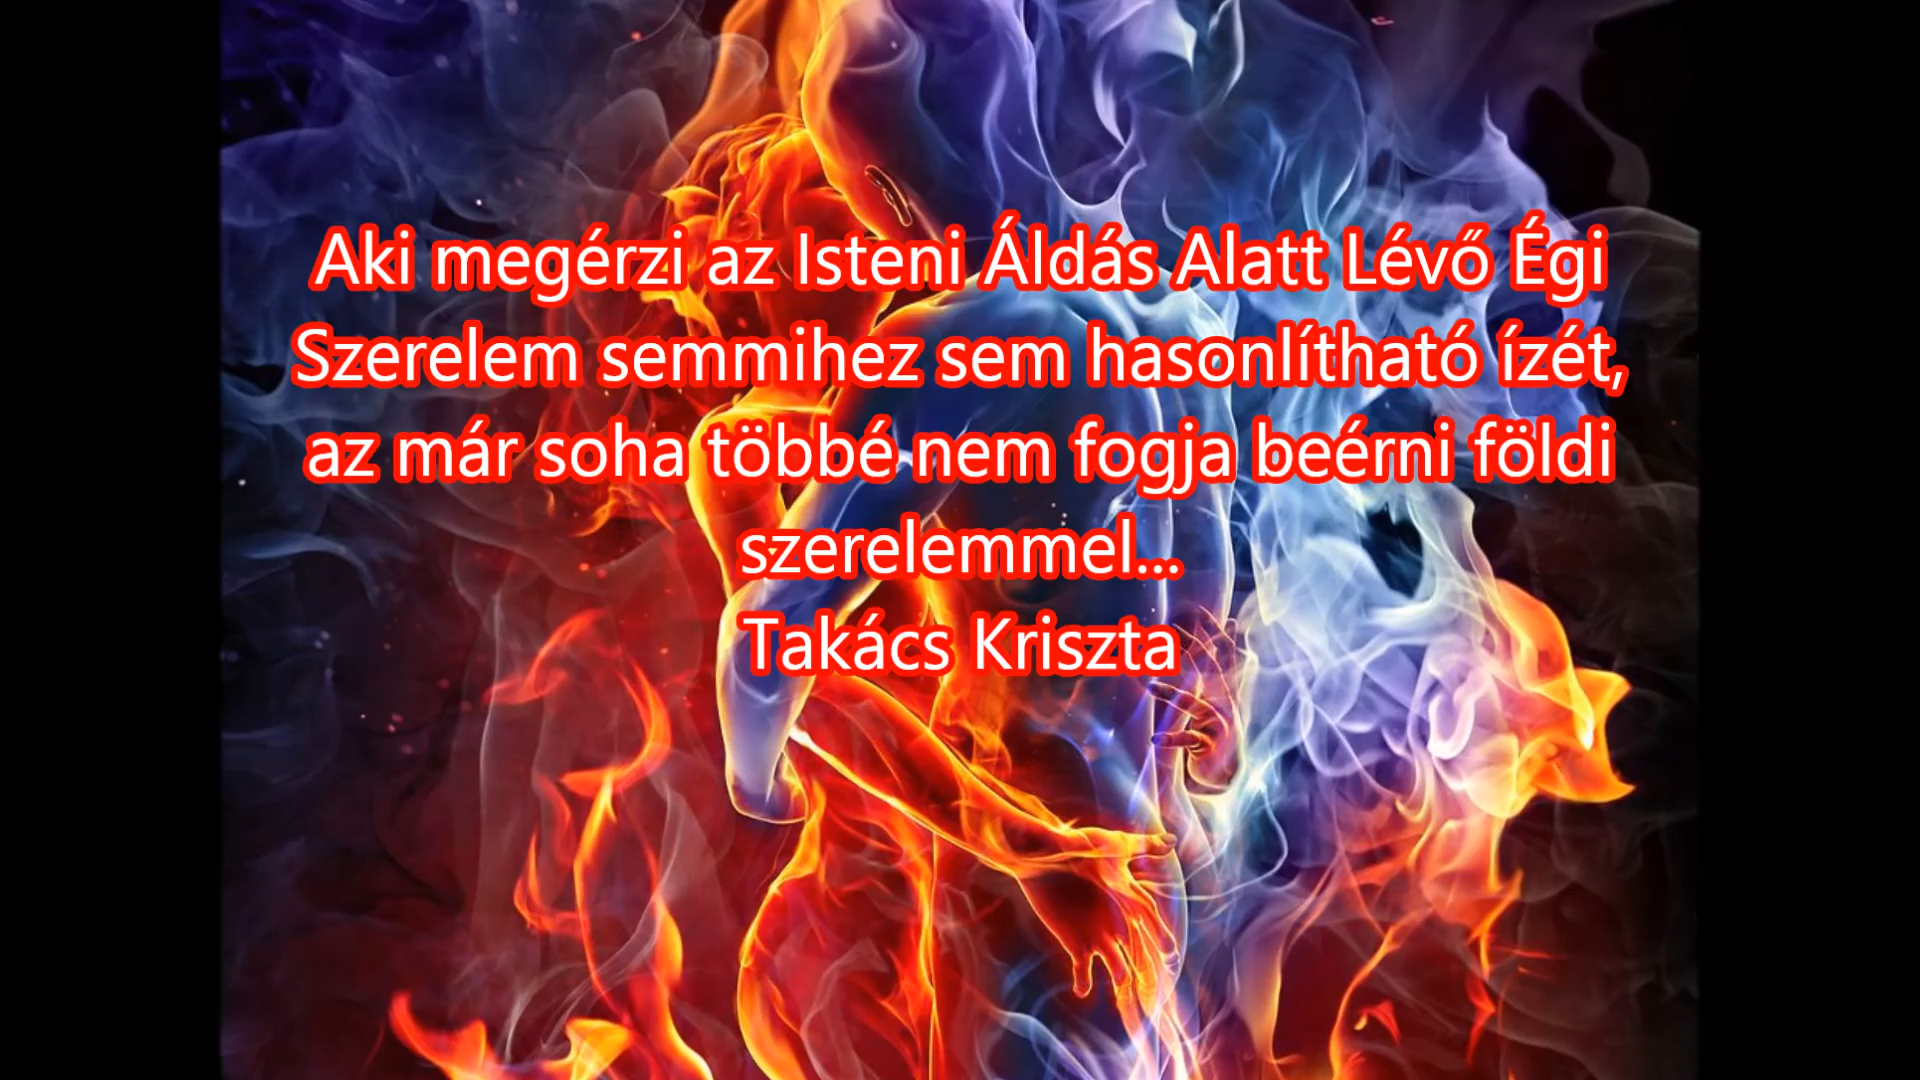 Aki megérzi az Isteni Áldás Alatt Lévő Égi
Szerelem semmihez sem hasonlítható ízét,
az már soha többé nem fogja beérni földi
szerelemmel...
Takács Kriszta